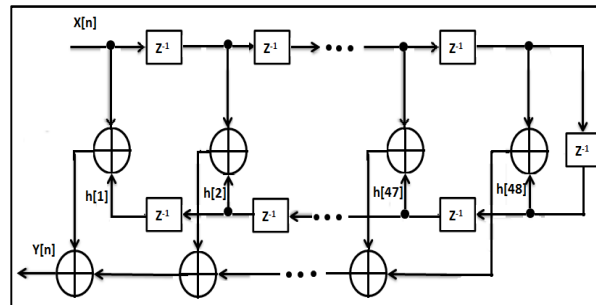 X[n]
Z-1 Z-1 ••• Z-1
Z-1
h[1] h[2] h[47] h[48]
Z-1 Z-1 ••• Z-1
Y[n]
•••